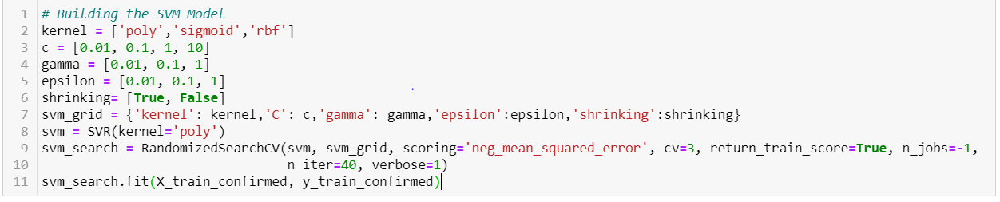 1 # Building the SVM Model
2 kernel = ['poly','sigmoid','rbf']
3 c = [0.01, 0.1, 1, 10]
4 gamma = [0.01, 0.1, 1]
5 epsilon = [0.01, 0.1, 1]
6 shrinking= [True, False]
7 svm_grid = {'kernel': kernel,'C': c,'gamma': gamma,'epsilon':epsilon,'shrinking':shrinking}
8 svm = SVR(kernel='poly')
9 svm_search = RandomizedSearchCV(svm, svm_grid, scoring='neg_mean_squared_error', cv=3, return_train_score=True, n_jobs=-1,
10                                n_iter=40, verbose=1)
11 svm_search.fit(X_train_confirmed, y_train_confirmed)